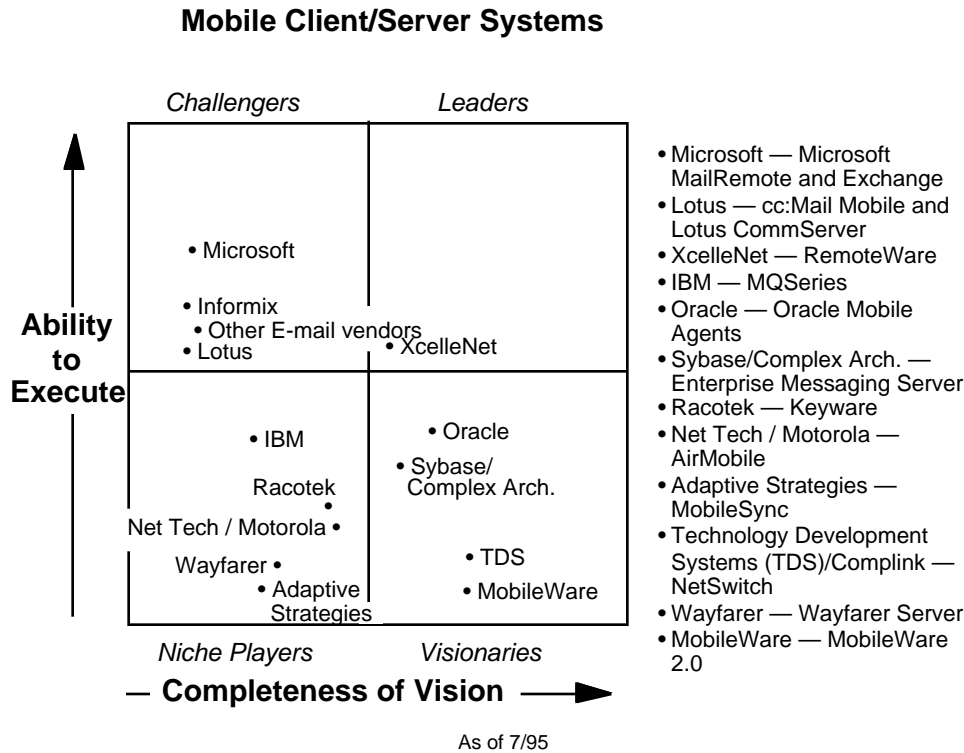 Mobile Client/Server Systems
Challengers
Leaders
Ability
to
Execute
• Microsoft
• Informix
• Other E-mail vendors
• Lotus
• XcelleNet
• IBM
Racotek
•
Net Tech / Motorola •
Wayfarer •
• Adaptive
Strategies
• Oracle
• Sybase/
Complex Arch.
• TDS
• MobileWare
Niche Players
Visionaries
Completeness of Vision
As of 7/95
• Microsoft — Microsoft
MailRemote and Exchange
• Lotus — cc:Mail Mobile and
Lotus CommServer
• XcelleNet — RemoteWare
• IBM — MQSeries
• Oracle — Oracle Mobile
Agents
• Sybase/Complex Arch. —
Enterprise Messaging Server
• Racotek — Keyware
• Net Tech / Motorola —
AirMobile
• Adaptive Strategies —
MobileSync
• Technology Development
Systems (TDS)/Complink —
NetSwitch
• Wayfarer — Wayfarer Server
• MobileWare — MobileWare
2.0